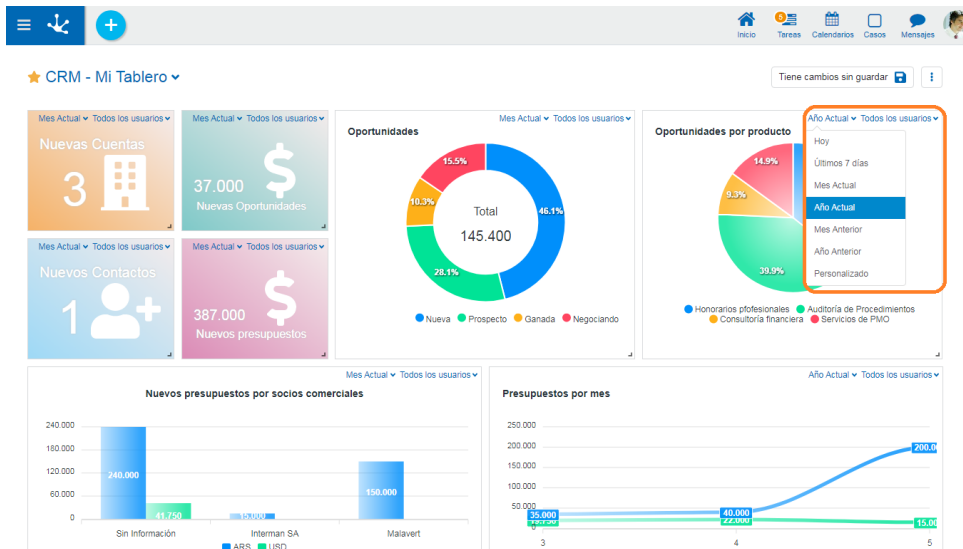 Inicio
5
Tareas
Calendarios
Casos
Mensajes
CRM - Mi Tablero
Tiene cambios sin guardar
Mes Actual Todos los usuarios
Nuevas Cuentas
3
Mes Actual Todos los usuarios
37.000
Nuevas Oportunidades
Mes Actual Todos los usuarios
Nuevos Contactos
1
Mes Actual Todos los usuarios
387.000
Nuevos presupuestos
Mes Actual Todos los usuarios
Oportunidades
15.5%
10.3%
46.1%
28.1%
Total
145.400
Nueva Prospecto Ganada Negociando
Año Actual Todos los usuarios
Oportunidades por producto
14.9%
9.3%
39.9%
Hoy
Últimos 7 días
Mes Actual
Año Actual
Mes Anterior
Año Anterior
Personalizado
Honorarios pfofesionales Auditoría de Procedimientos
Consultoría financiera Servicios de PMO
Mes Actual Todos los usuarios
Nuevos presupuestos por socios comerciales
240.000
180.000
120.000
60.000
0
240.000
41.750
15.000
150.000
Sin Información Interman SA Malavert
ARS USD
Año Actual Todos los usuarios
Presupuestos por mes
250.000
200.000
150.000
100.000
50.000
0
35.000
40.000
22.000
200.0
15.00
3 4 5